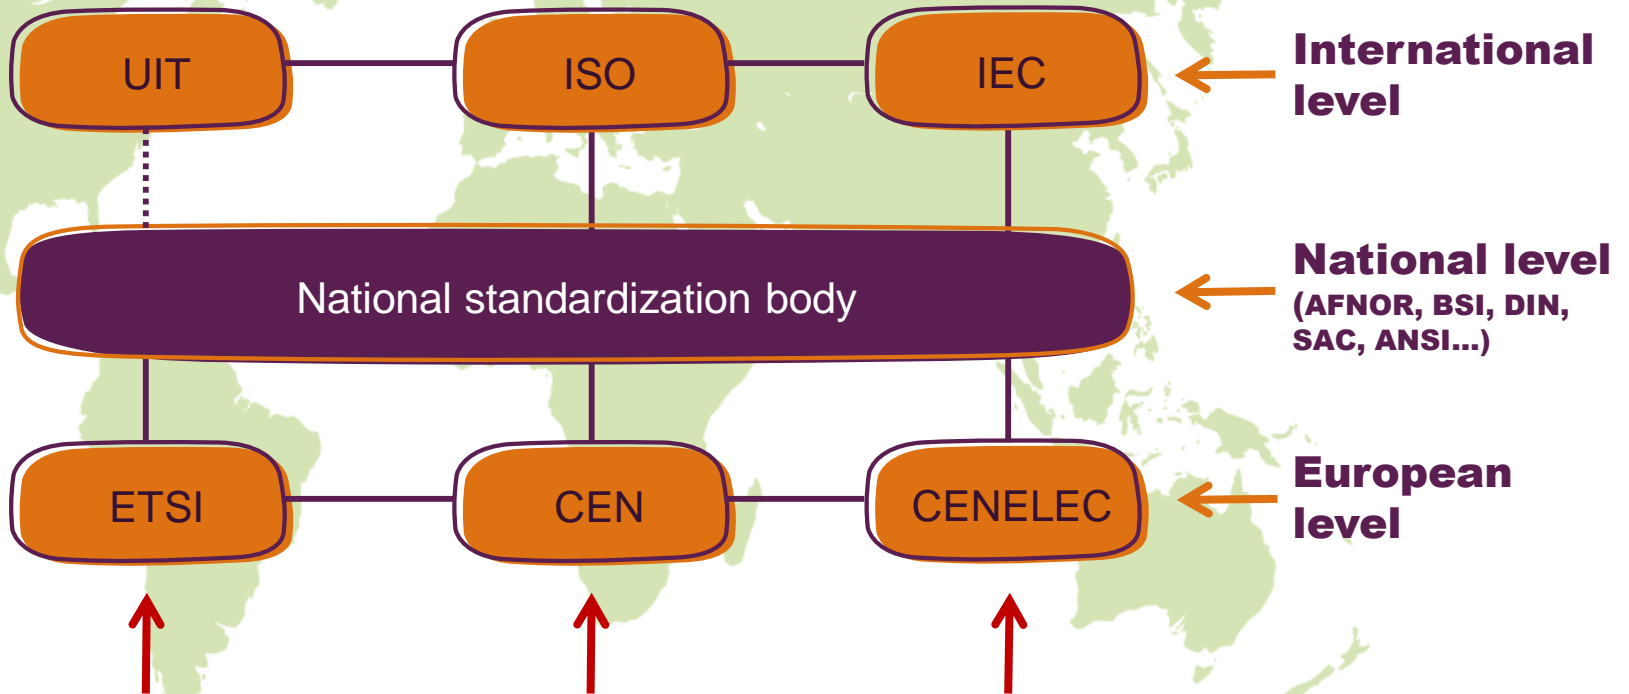 UIT
ISO
IEC
International
level
National standardization body
National level
(AFNOR, BSI, DIN,
SAC, ANSI...)
ETSI
CEN
CENELEC
European
level